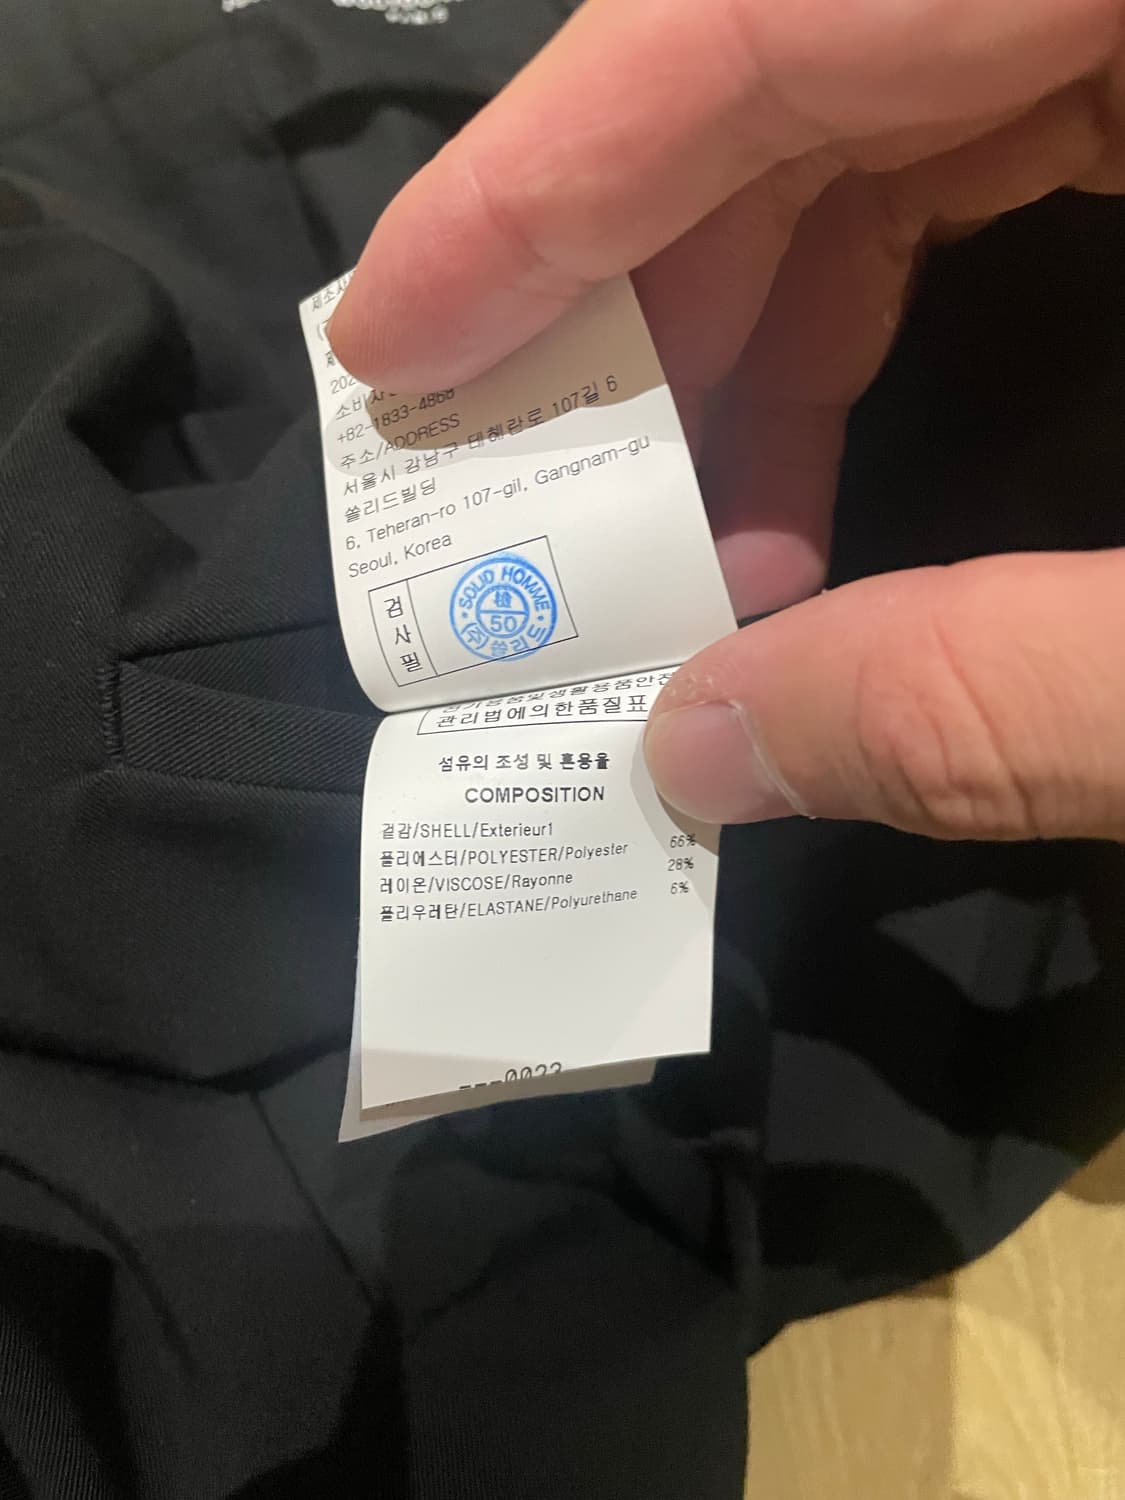 +82-1833-4868
주소/ADDRESS
서울시 강남구 테헤란로 107길 6
쏠리드빌딩
6, Teheran-ro 107-gil, Gangnam-gu
Seoul, Korea
검사필
SOLID HOMME
50
(주)쏠리드
관리법에의한품질표
섬유의 조성 및 혼용율
COMPOSITION
겉감/SHELL/Exterieur1
폴리에스터/POLYESTER/Polyester 66%
레이온/VISCOSE/Rayonne 28%
폴리우레탄/ELASTANE/Polyurethane 6%